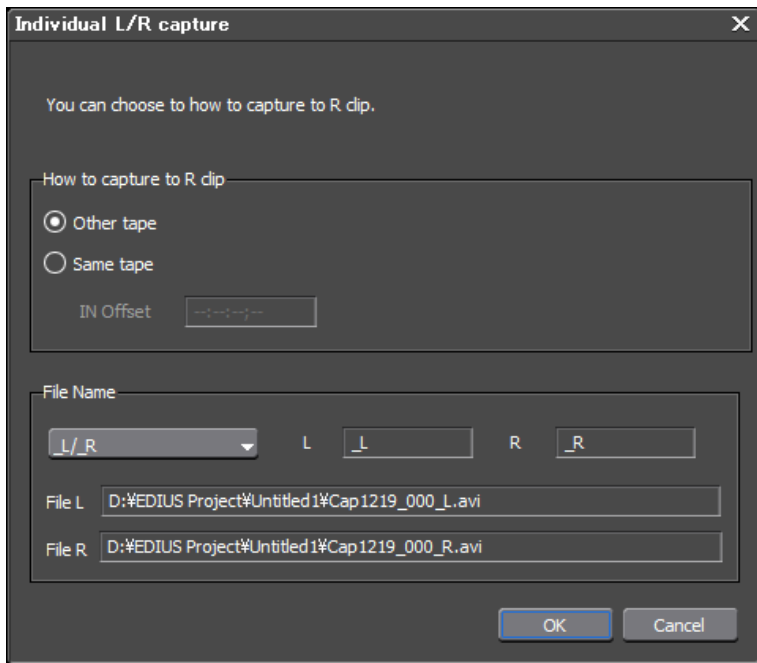 Individual L/R capture
You can choose to how to capture to R clip.
How to capture to R clip
Other tape
Same tape
IN Offset --:--:--;--
File Name
_L/_R L _L R _R
File L D:¥EDIUS Project¥Untitled1¥Cap1219_000_L.avi
File R D:¥EDIUS Project¥Untitled1¥Cap1219_000_R.avi
OK Cancel